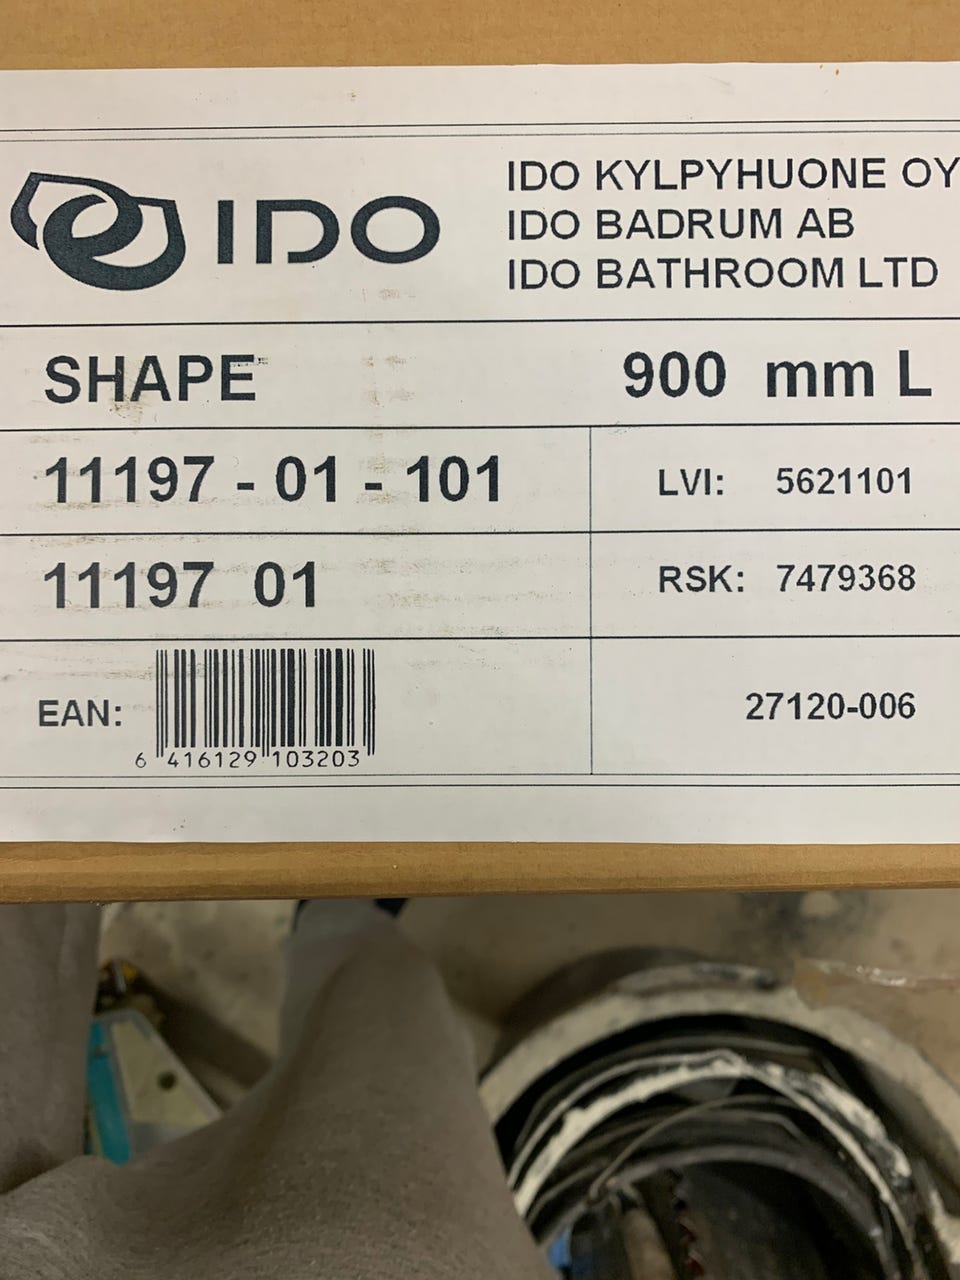 IDO
IDO KYLPYHUONE OY
IDO BADRUM AB
IDO BATHROOM LTD
SHAPE 900 mm L
11197 - 01 - 101 LVI: 5621101
11197 01 RSK: 7479368
EAN: 6 416129 103203 27120-006